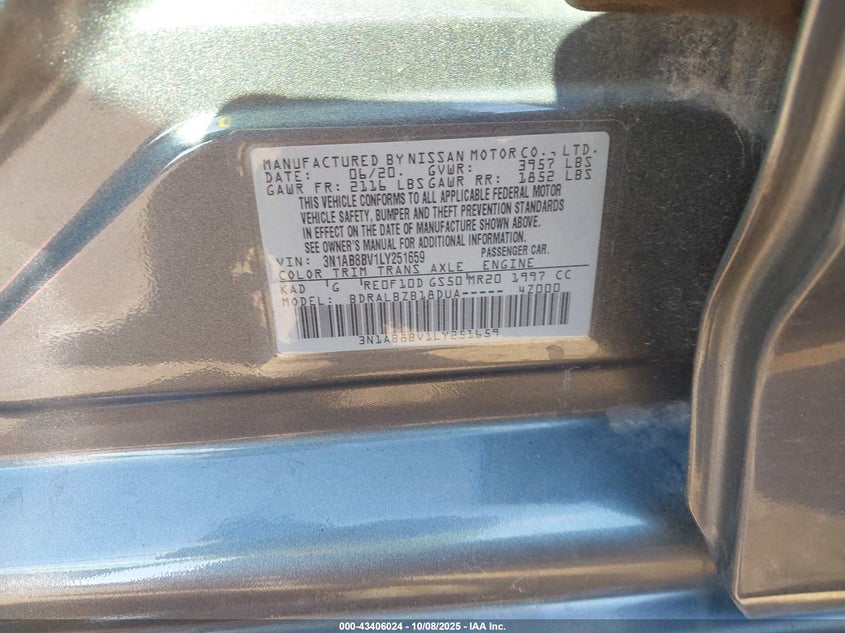 MANUFACTURED BY NISSAN MOTOR CO., LTD.
DATE: 06/20. GVWR: 3957 LBS
GAWR FR: 2116 LBS GAWR RR: 1852 LBS
THIS VEHICLE CONFORMS TO ALL APPLICABLE FEDERAL MOTOR
VEHICLE SAFETY, BUMPER AND THEFT PREVENTION STANDARDS
IN EFFECT ON THE DATE OF MANUFACTURE SHOWN ABOVE.
SEE OWNER'S MANUAL FOR ADDITIONAL INFORMATION.
VIN: 3N1AB8BV1LY251659 PASSENGER CAR.
COLOR TRIM TRANS AXLE ENGINE
KAD G RE0F10D GS50 MR20 1997 CC
MODEL: BDRALBZB18DUA----- 4Z000
3N1AB8BV1LY251659
000-43406024 - 10/08/2025 - IAA Inc.